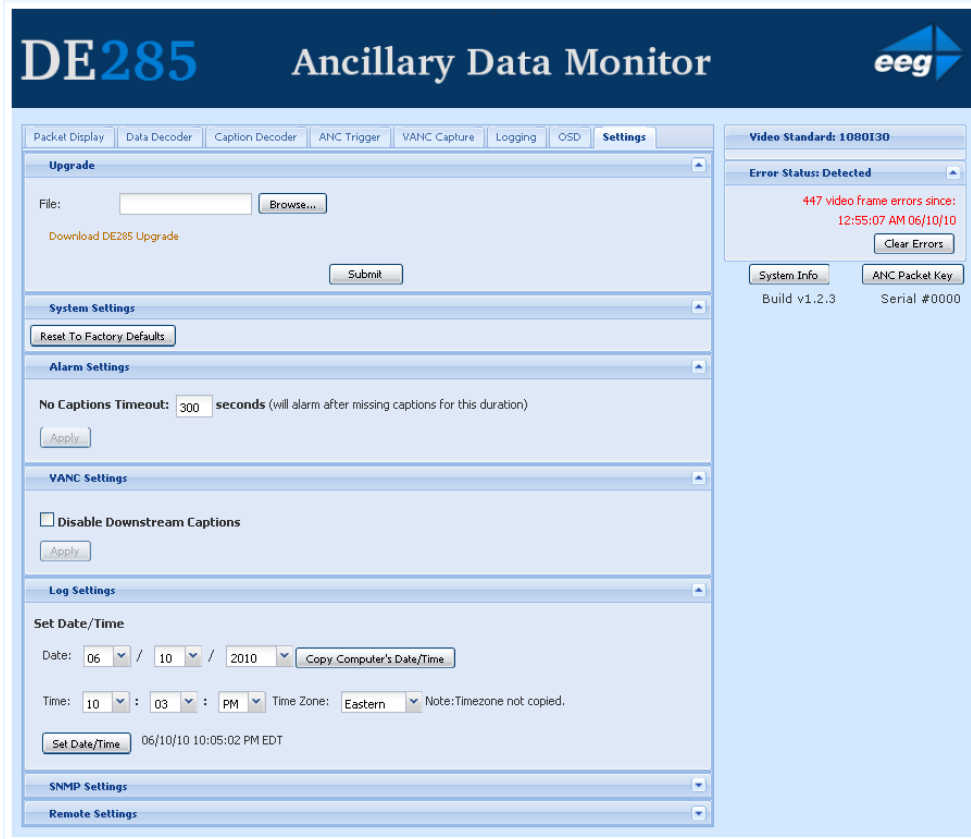 DE285 Ancillary Data Monitor eeg
Packet Display Data Decoder Caption Decoder ANC Trigger VANC Capture Logging OSD Settings
Upgrade
File: Browse...
Download DE285 Upgrade
Submit
System Settings
Reset To Factory Defaults
Alarm Settings
No Captions Timeout: 300 seconds (will alarm after missing captions for this duration)
Apply
VANC Settings
Disable Downstream Captions
Apply
Log Settings
Set Date/Time
Date: 06 / 10 / 2010 Copy Computer's Date/Time
Time: 10 : 03 : PM Time Zone: Eastern Note:Timezone not copied.
Set Date/Time 06/10/10 10:05:02 PM EDT
SNMP Settings
Remote Settings
Video Standard: 1080I30
Error Status: Detected
447 video frame errors since:
12:55:07 AM 06/10/10
Clear Errors
System Info ANC Packet Key
Build v1.2.3 Serial #0000